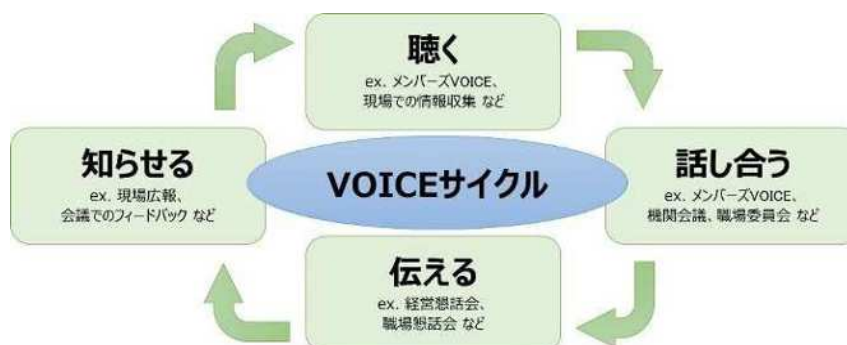 聴く
ex. メンバーズVOICE、
現場での情報収集 など
知らせる
ex. 現場広報、
会議でのフィードバック など
VOICEサイクル
話し合う
ex. メンバーズVOICE、
機関会議、職場委員会 など
伝える
ex. 経営懇話会、
職場懇話会 など